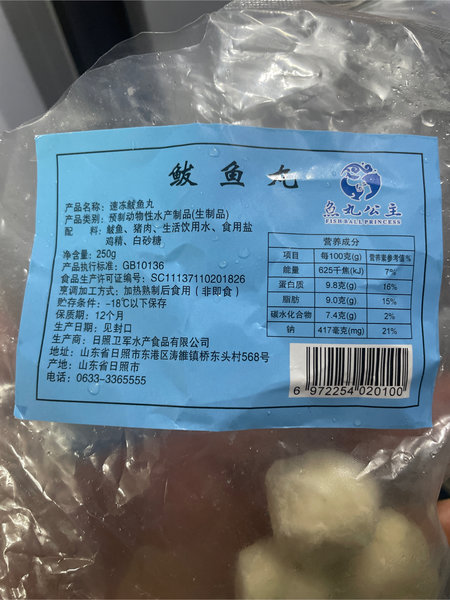 鲅鱼丸
鱼丸公主
FISH BALL PRINCESS
产品名称：速冻鲅鱼丸
产品类别：预制动物性水产制品(生制品)
配　　料：鲅鱼、猪肉、生活饮用水、食用盐
鸡精、白砂糖
净含量：250g
产品执行标准：GB10136
食品生产许可证编号：SC11137110201826
烹调加工方式：加热熟制后食用（非即食）
贮存条件：-18℃以下保存
保质期：12个月
生产日期：见封口
生产商：日照卫军水产食品有限公司
地址：山东省日照市东港区涛雒镇桥东头村568号
产地：山东省日照市
电话：0633-3365555
营养成分
项目 每100克(g) 营养素参考值%
能量 625千焦(kJ) 7%
蛋白质 9.8克(g) 16%
脂肪 9.0克(g) 15%
碳水化合物 7.4克(g) 2%
钠 417毫克(mg) 21%
6 972254 020100